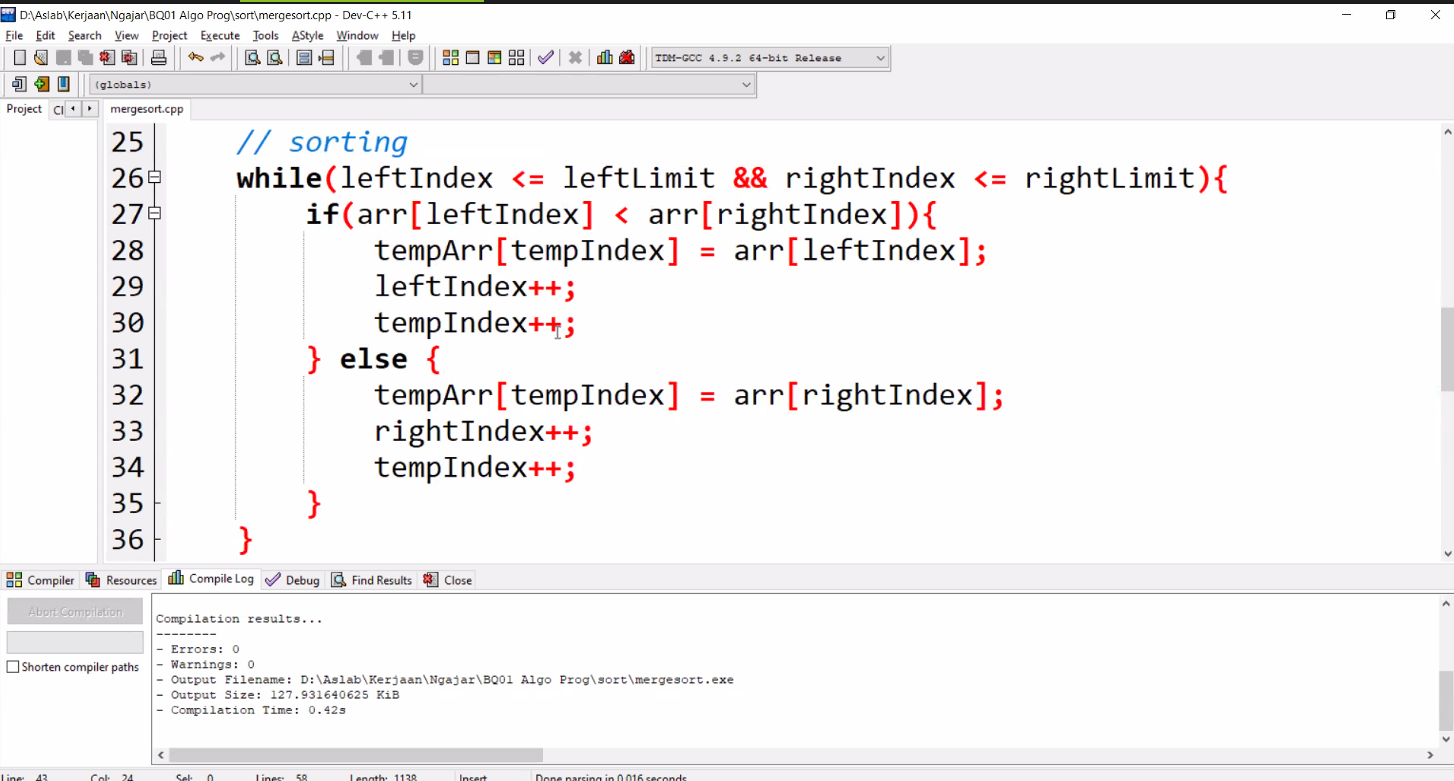 D:\Aslab\Kerjaan\Ngajar\BQ01 Algo Prog\sort\mergesort.cpp - Dev-C++ 5.11
File Edit Search View Project Execute Tools AStyle Window Help
TDM-GCC 4.9.2 64-bit Release
(globals)
Project Cl mergesort.cpp
25 // sorting
26 while(leftIndex <= leftLimit && rightIndex <= rightLimit){
27 if(arr[leftIndex] < arr[rightIndex]){
28 tempArr[tempIndex] = arr[leftIndex];
29 leftIndex++;
30 tempIndex++;
31 } else {
32 tempArr[tempIndex] = arr[rightIndex];
33 rightIndex++;
34 tempIndex++;
35 }
36 }
Compiler Resources Compile Log Debug Find Results Close
Abort Compilation
Shorten compiler paths
Compilation results...
--------
- Errors: 0
- Warnings: 0
- Output Filename: D:\Aslab\Kerjaan\Ngajar\BQ01 Algo Prog\sort\mergesort.exe
- Output Size: 127.931640625 KiB
- Compilation Time: 0.42s
Line: 43 Col: 24 Sel: 0 Lines: 58 Length: 1138 Insert Done parsing in 0.016 seconds